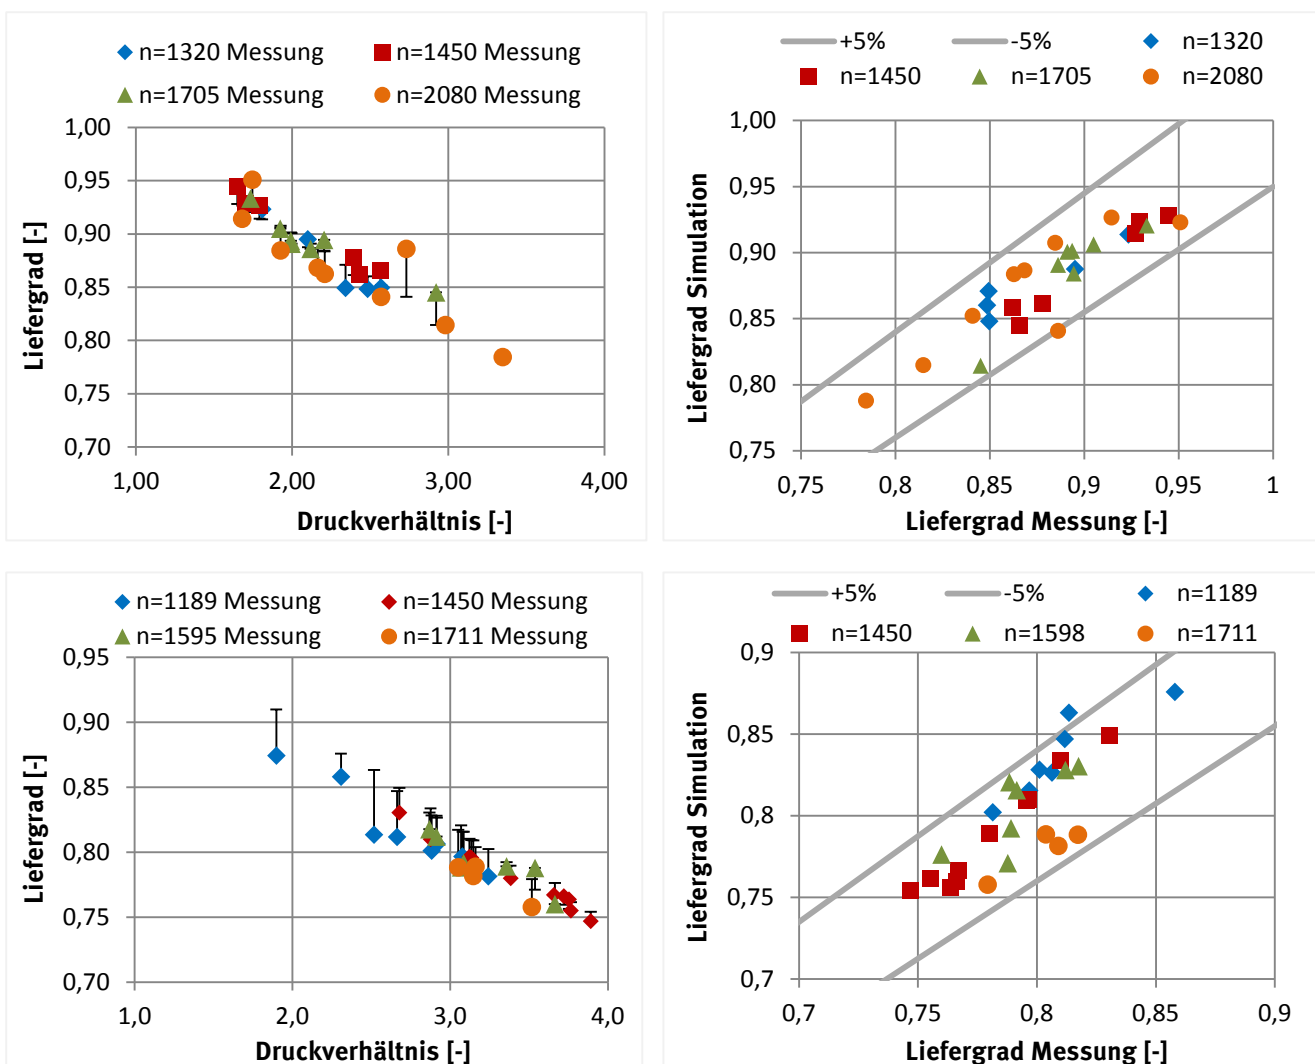 n=1320 Messung n=1450 Messung
n=1705 Messung n=2080 Messung
1,00
0,95
0,90
0,85
0,80
0,75
0,70
1,00 2,00 3,00 4,00
Liefergrad [-]
Druckverhältnis [-]
+5% -5% n=1320
n=1450 n=1705 n=2080
1,00
0,95
0,90
0,85
0,80
0,75
0,75 0,8 0,85 0,9 0,95 1
Liefergrad Simulation
Liefergrad Messung [-]
n=1189 Messung n=1450 Messung
n=1595 Messung n=1711 Messung
0,95
0,90
0,85
0,80
0,75
0,70
1,0 2,0 3,0 4,0
Liefergrad [-]
Druckverhältnis [-]
+5% -5% n=1189
n=1450 n=1598 n=1711
0,9
0,85
0,8
0,75
0,7
0,7 0,75 0,8 0,85 0,9
Liefergrad Simulation
Liefergrad Messung [-]